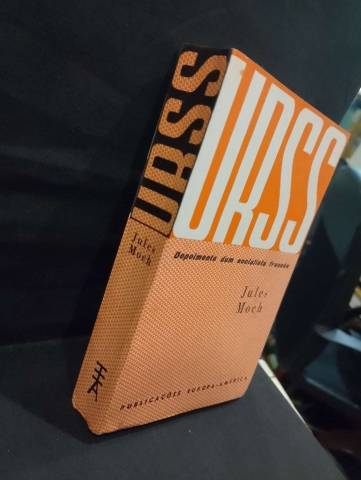 URSS
Jules
Moch
URSS
Depoimento dum socialista francês
Jules
Moch
PUBLICAÇÕES EUROPA-AMÉRICA